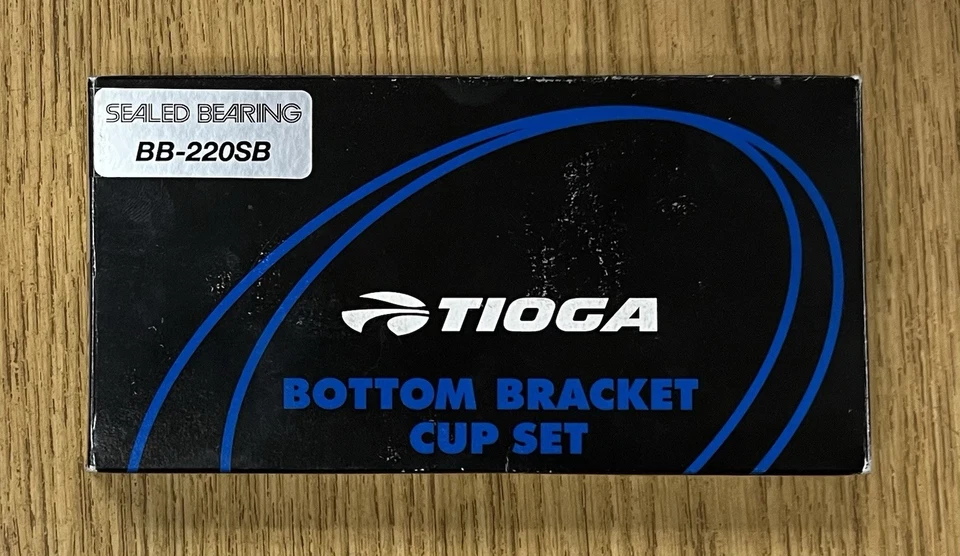 SEALED BEARING
BB-220SB
TIOGA
BOTTOM BRACKET
CUP SET